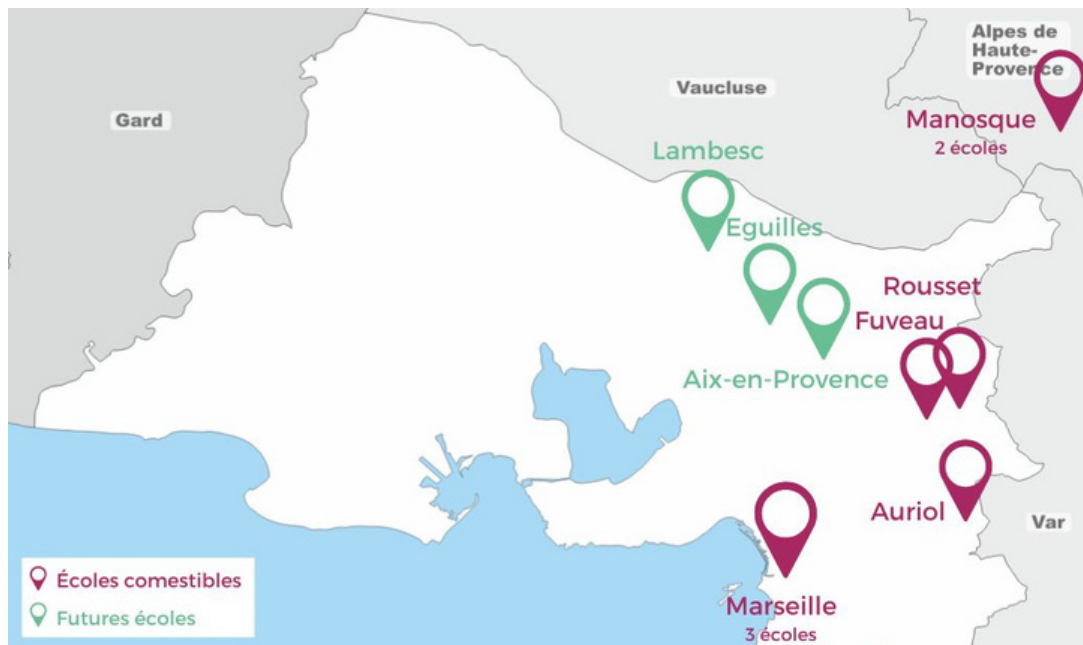 Alpes de
Haute-
Provence
Vaucluse
Gard
Manosque
2 écoles
Lambesc
Eguilles
Rousset
Fuveau
Aix-en-Provence
Auriol
Var
Marseille
3 écoles
Écoles comestibles
Futures écoles